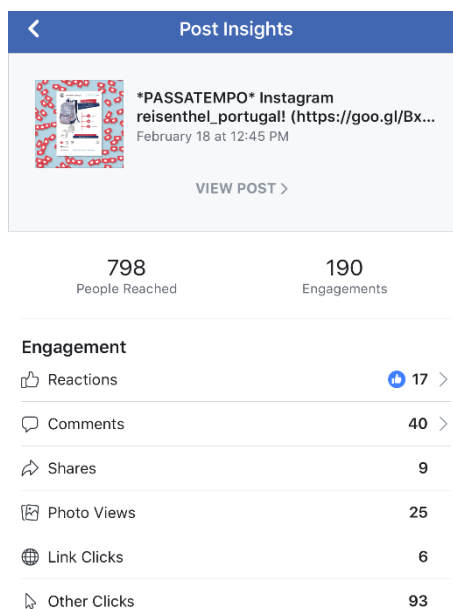 Post Insights
*PASSATEMPO* Instagram
reisenthel_portugal! (https://goo.gl/Bx...
February 18 at 12:45 PM
VIEW POST >
798
People Reached
190
Engagements
Engagement
Reactions 17
Comments 40
Shares 9
Photo Views 25
Link Clicks 6
Other Clicks 93